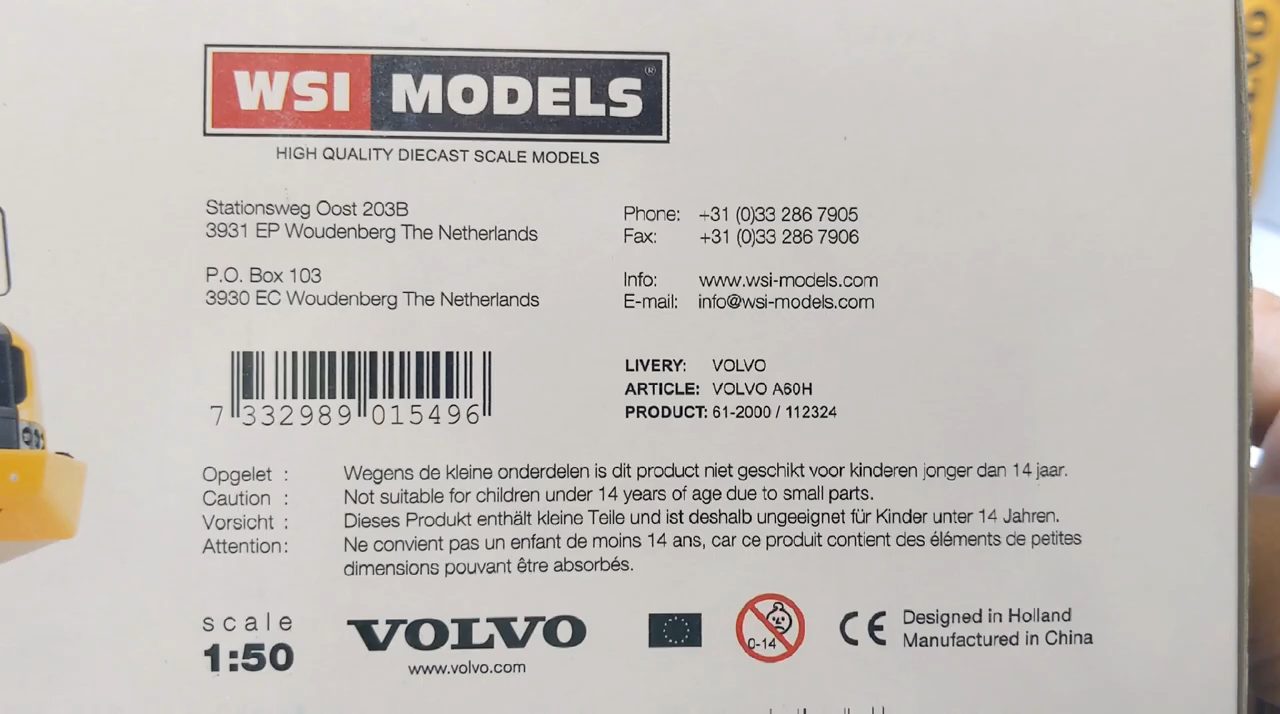 WSI MODELS®
HIGH QUALITY DIECAST SCALE MODELS
Stationsweg Oost 203B
3931 EP Woudenberg The Netherlands
P.O. Box 103
3930 EC Woudenberg The Netherlands
Phone: +31 (0)33 286 7905
Fax: +31 (0)33 286 7906
Info: www.wsi-models.com
E-mail: info@wsi-models.com
7 332989 015496
LIVERY: VOLVO
ARTICLE: VOLVO A60H
PRODUCT: 61-2000 / 112324
Opgelet : Wegens de kleine onderdelen is dit product niet geschikt voor kinderen jonger dan 14 jaar.
Caution : Not suitable for children under 14 years of age due to small parts.
Vorsicht : Dieses Produkt enthält kleine Teile und ist deshalb ungeeignet für Kinder unter 14 Jahren.
Attention: Ne convient pas un enfant de moins 14 ans, car ce produit contient des éléments de petites
dimensions pouvant être absorbés.
scale
1:50
VOLVO
www.volvo.com
0-14
CE
Designed in Holland
Manufactured in China